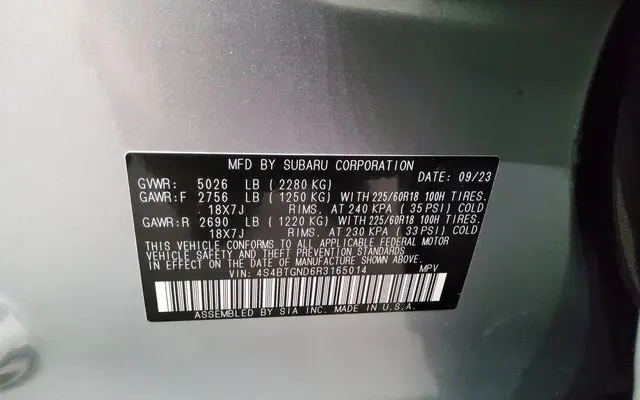 MFD BY SUBARU CORPORATION DATE: 09/23
GVWR: 5026 LB ( 2280 KG)
GAWR:F 2756 LB ( 1250 KG) WITH 225/60R18 100H TIRES.
18X7J RIMS. AT 240 KPA ( 35 PSI) COLD
GAWR:R 2690 LB ( 1220 KG) WITH 225/60R18 100H TIRES.
18X7J RIMS. AT 230 KPA ( 33 PSI) COLD
THIS VEHICLE CONFORMS TO ALL APPLICABLE FEDERAL MOTOR
VEHICLE SAFETY AND THEFT PREVENTION STANDARDS
IN EFFECT ON THE DATE OF MANUFACTURE SHOWN ABOVE.
VIN: 4S4BTGND6R3165014 MPV
ASSEMBLED BY SIA INC. MADE IN U.S.A.